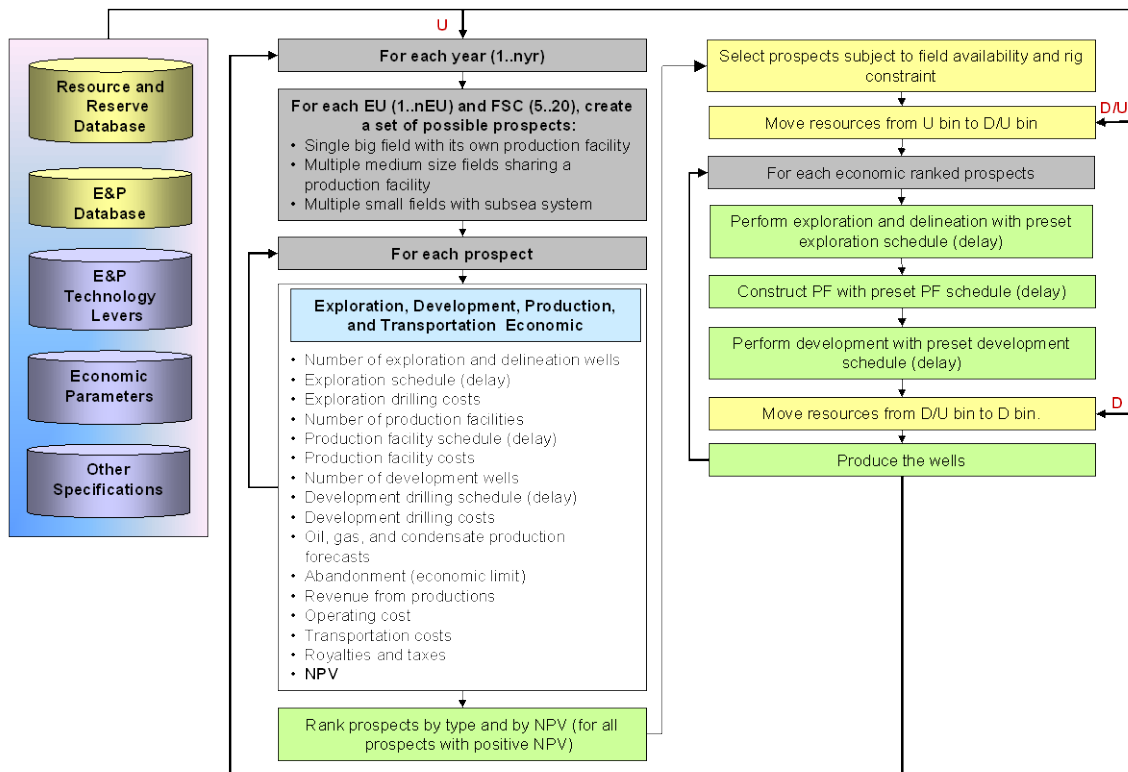 Resource and
Reserve
Database
E&P
Database
E&P
Technology
Levers
Economic
Parameters
Other
Specifications
U
For each year (1..nyr)
For each EU (1..nEU) and FSC (5..20), create
a set of possible prospects:
• Single big field with its own production facility
• Multiple medium size fields sharing a
production facility
• Multiple small fields with subsea system
For each prospect
Exploration, Development, Production,
and Transportation Economic
• Number of exploration and delineation wells
• Exploration schedule (delay)
• Exploration drilling costs
• Number of production facilities
• Production facility schedule (delay)
• Production facility costs
• Number of development wells
• Development drilling schedule (delay)
• Development drilling costs
• Oil, gas, and condensate production
forecasts
• Abandonment (economic limit)
• Revenue from productions
• Operating cost
• Transportation costs
• Royalties and taxes
• NPV
Rank prospects by type and by NPV (for all
prospects with positive NPV)
Select prospects subject to field availability and rig
constraint
D/U
Move resources from U bin to D/U bin
For each economic ranked prospects
Perform exploration and delineation with preset
exploration schedule (delay)
Construct PF with preset PF schedule (delay)
Perform development with preset development
schedule (delay)
D
Move resources from D/U bin to D bin.
Produce the wells